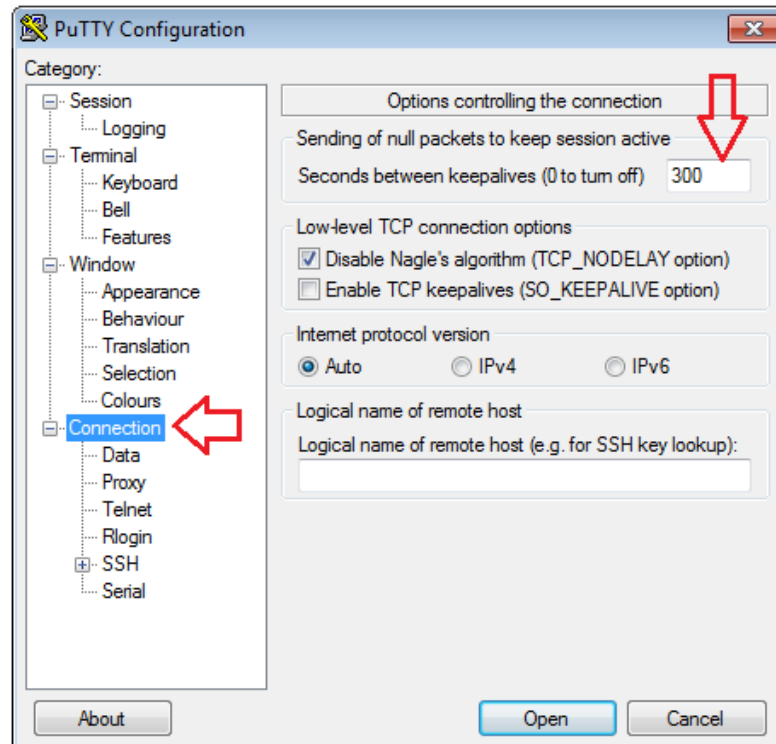 PuTTY Configuration
Category:
Session
Logging
Terminal
Keyboard
Bell
Features
Window
Appearance
Behaviour
Translation
Selection
Colours
Connection
Data
Proxy
Telnet
Rlogin
SSH
Serial
Options controlling the connection
Sending of null packets to keep session active
Seconds between keepalives (0 to turn off) 300
Low-level TCP connection options
Disable Nagle's algorithm (TCP_NODELAY option)
Enable TCP keepalives (SO_KEEPALIVE option)
Internet protocol version
Auto IPv4 IPv6
Logical name of remote host
Logical name of remote host (e.g. for SSH key lookup):
About Open Cancel